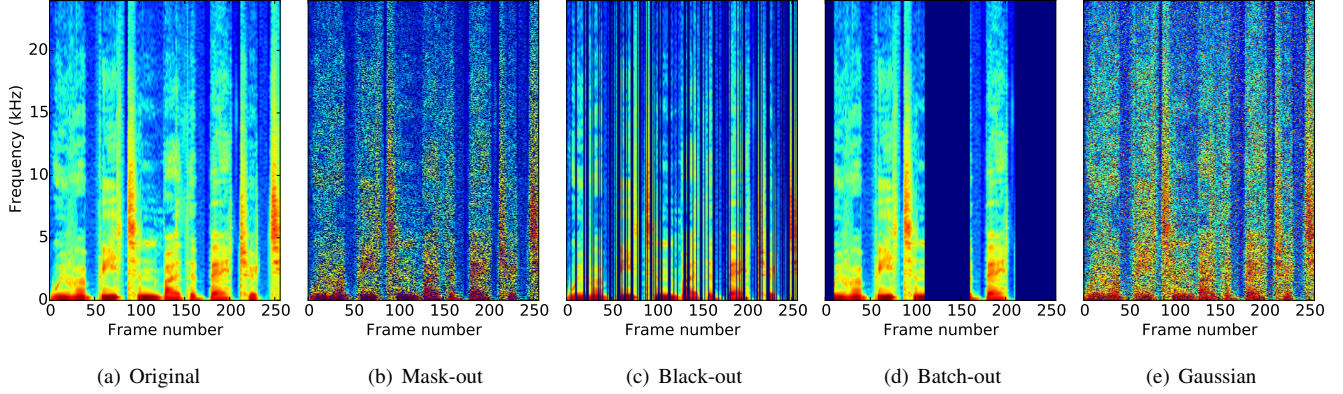 20
15
10
5
0
Frequency (kHz)
0 50 100 150 200 250
0 50 100 150 200 250
0 50 100 150 200 250
0 50 100 150 200 250
0 50 100 150 200 250
Frame number
Frame number
Frame number
Frame number
Frame number
(a) Original
(b) Mask-out
(c) Black-out
(d) Batch-out
(e) Gaussian